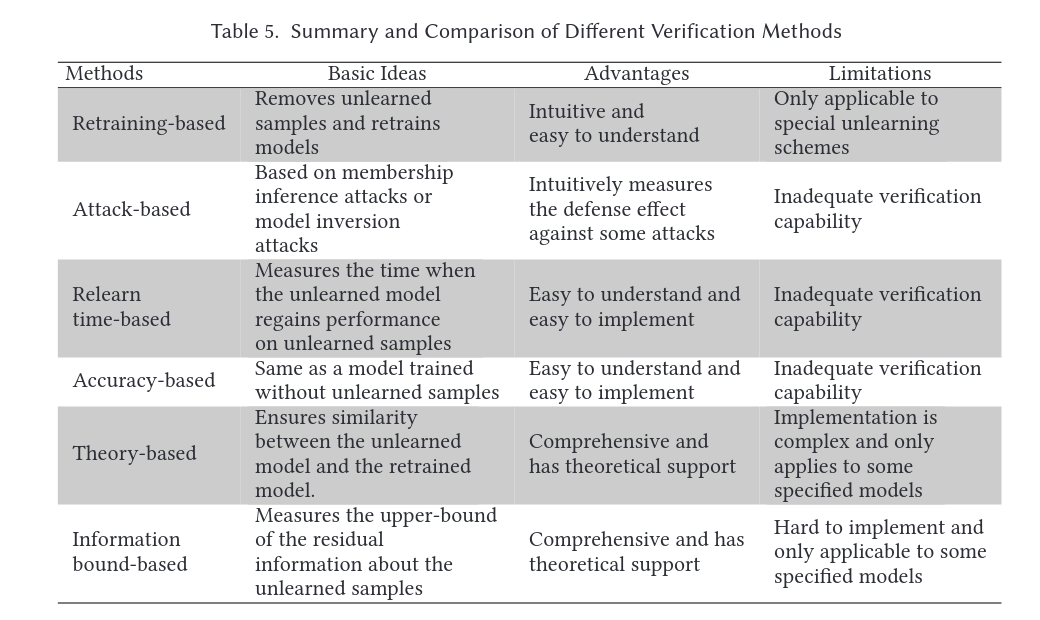 Table 5. Summary and Comparison of Different Verification Methods
Methods Basic Ideas Advantages Limitations
Retraining-based
Removes unlearned
samples and retrains
models
Intuitive and
easy to understand
Only applicable to
special unlearning
schemes
Attack-based
Based on membership
inference attacks or
model inversion
attacks
Intuitively measures
the defense effect
against some attacks
Inadequate verification
capability
Relearn
time-based
Measures the time when
the unlearned model
regains performance
on unlearned samples
Easy to understand and
easy to implement
Inadequate verification
capability
Accuracy-based
Same as a model trained
without unlearned samples
Easy to understand and
easy to implement
Inadequate verification
capability
Theory-based
Ensures similarity
between the unlearned
model and the retrained
model.
Comprehensive and
has theoretical support
Implementation is
complex and only
applies to some
specified models
Information
bound-based
Measures the upper-bound
of the residual
information about the
unlearned samples
Comprehensive and has
theoretical support
Hard to implement and
only applicable to some
specified models